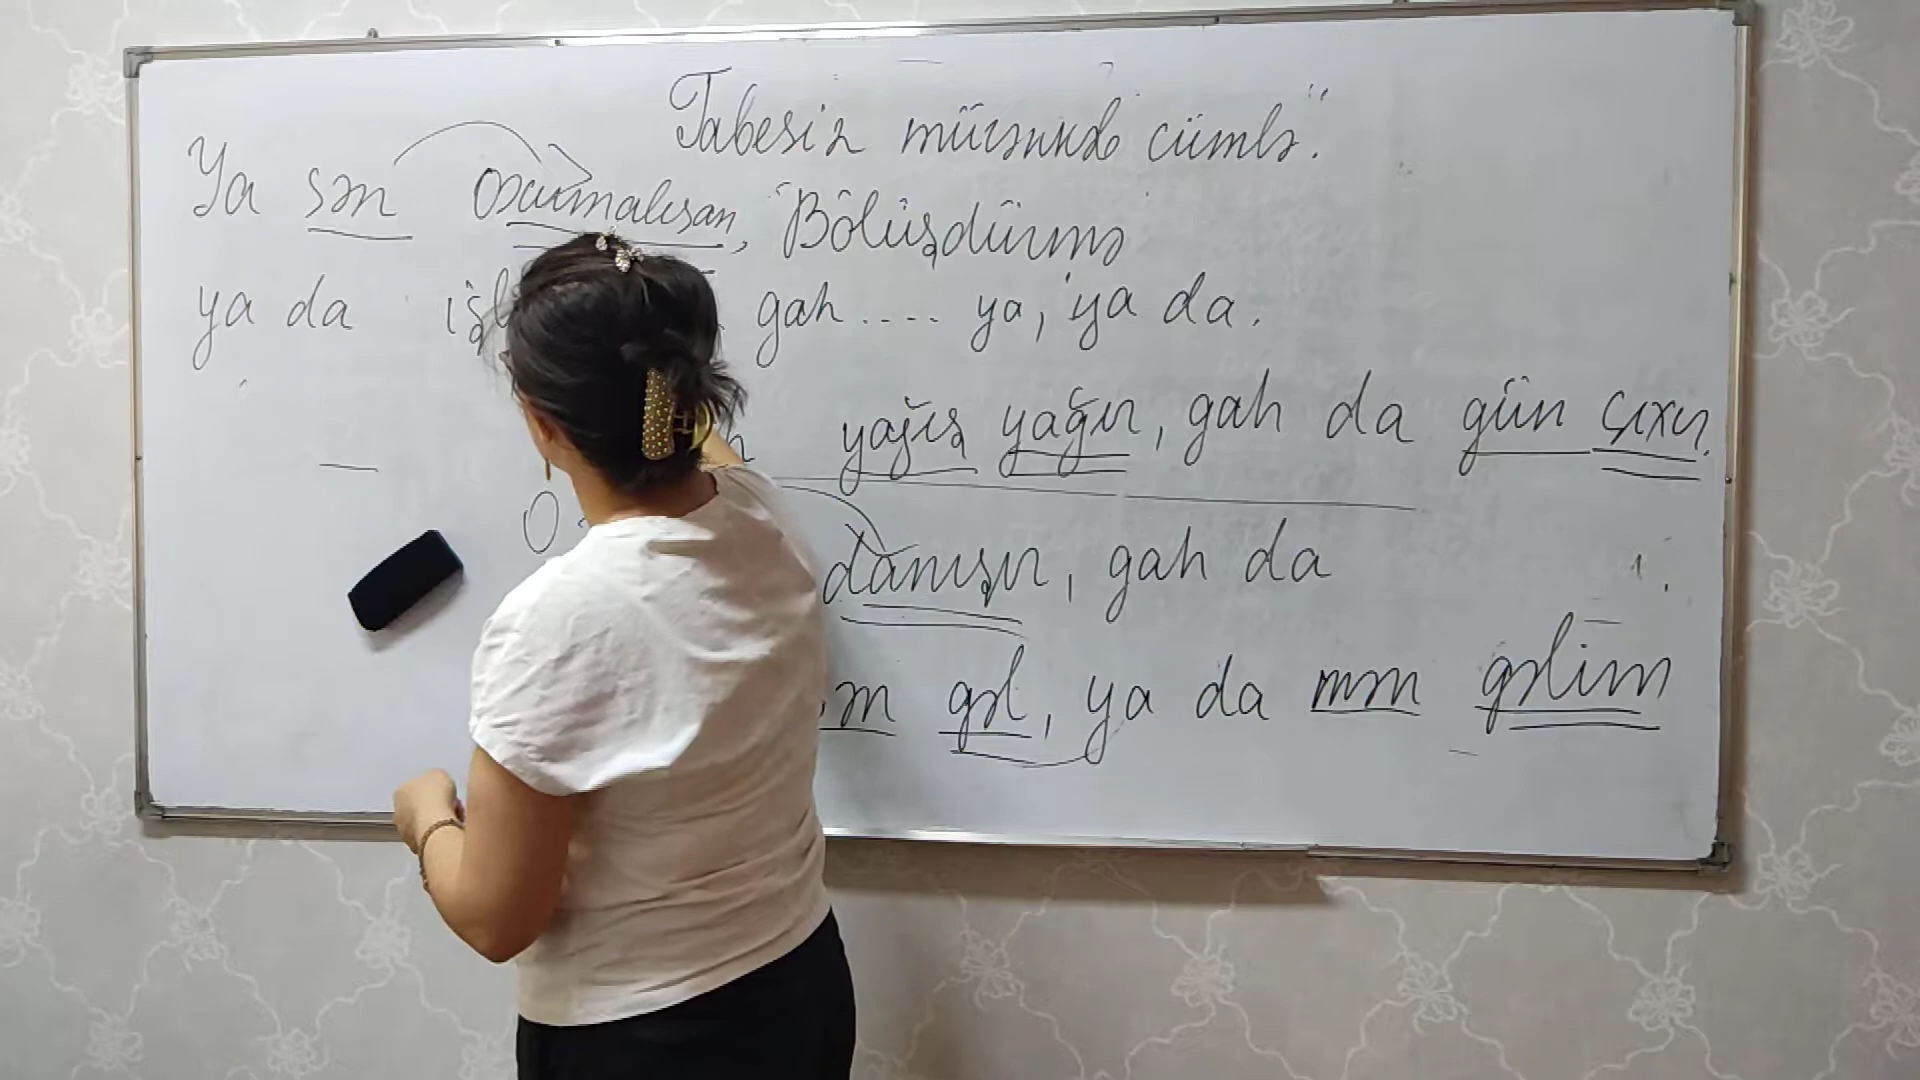 Tabesiz mürəkkəb cümlə."
Ya sən oxumalısan, "Bölüşdürmə"
ya da işl gah .... ya, ya da.
yağış yağır, gah da gün çıxır.
O
danışır, gah da
gəl, ya da mən gəlim